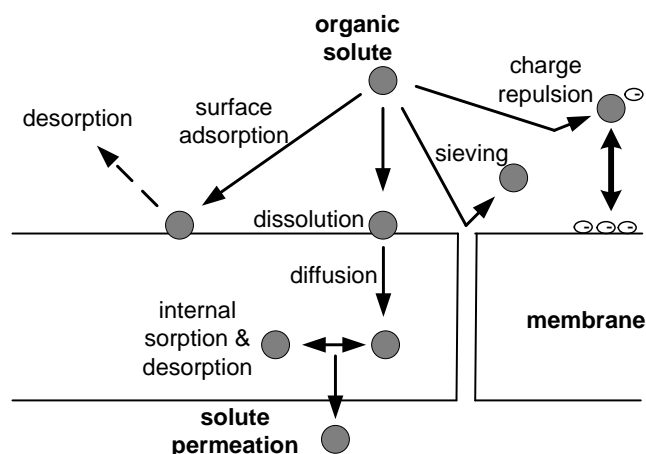 organic
solute
charge
repulsion
surface
adsorption
desorption
sieving
dissolution
diffusion
internal
sorption &
desorption
membrane
solute
permeation